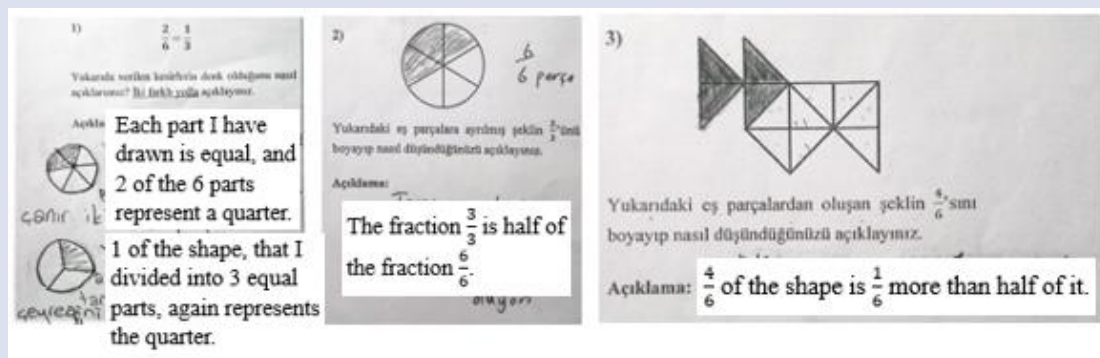 1)
2/6 = 1/3
Yukarıda verilen kesirlerin denk olduğunu nasıl
açıklarsınız? İki farklı yolla açıklayınız.
Açıkla
Each part I have
drawn is equal, and
2 of the 6 parts
represent a quarter.
1 of the shape, that I
divided into 3 equal
parts, again represents
the quarter.
çeyreğini
2)
6/6 parça
Yukarıdaki eş parçalara ayrılmış şeklin 'ünü
boyayıp nasıl düşündüğünüzü açıklayınız.
Açıklama:
The fraction 3/3 is half of
the fraction 6/6.
oluyor
3)
Yukarıdaki eş parçalardan oluşan şeklin 4/6'sını
boyayıp nasıl düşündüğünüzü açıklayınız.
Açıklama: 4/6 of the shape is 1/6 more than half of it.